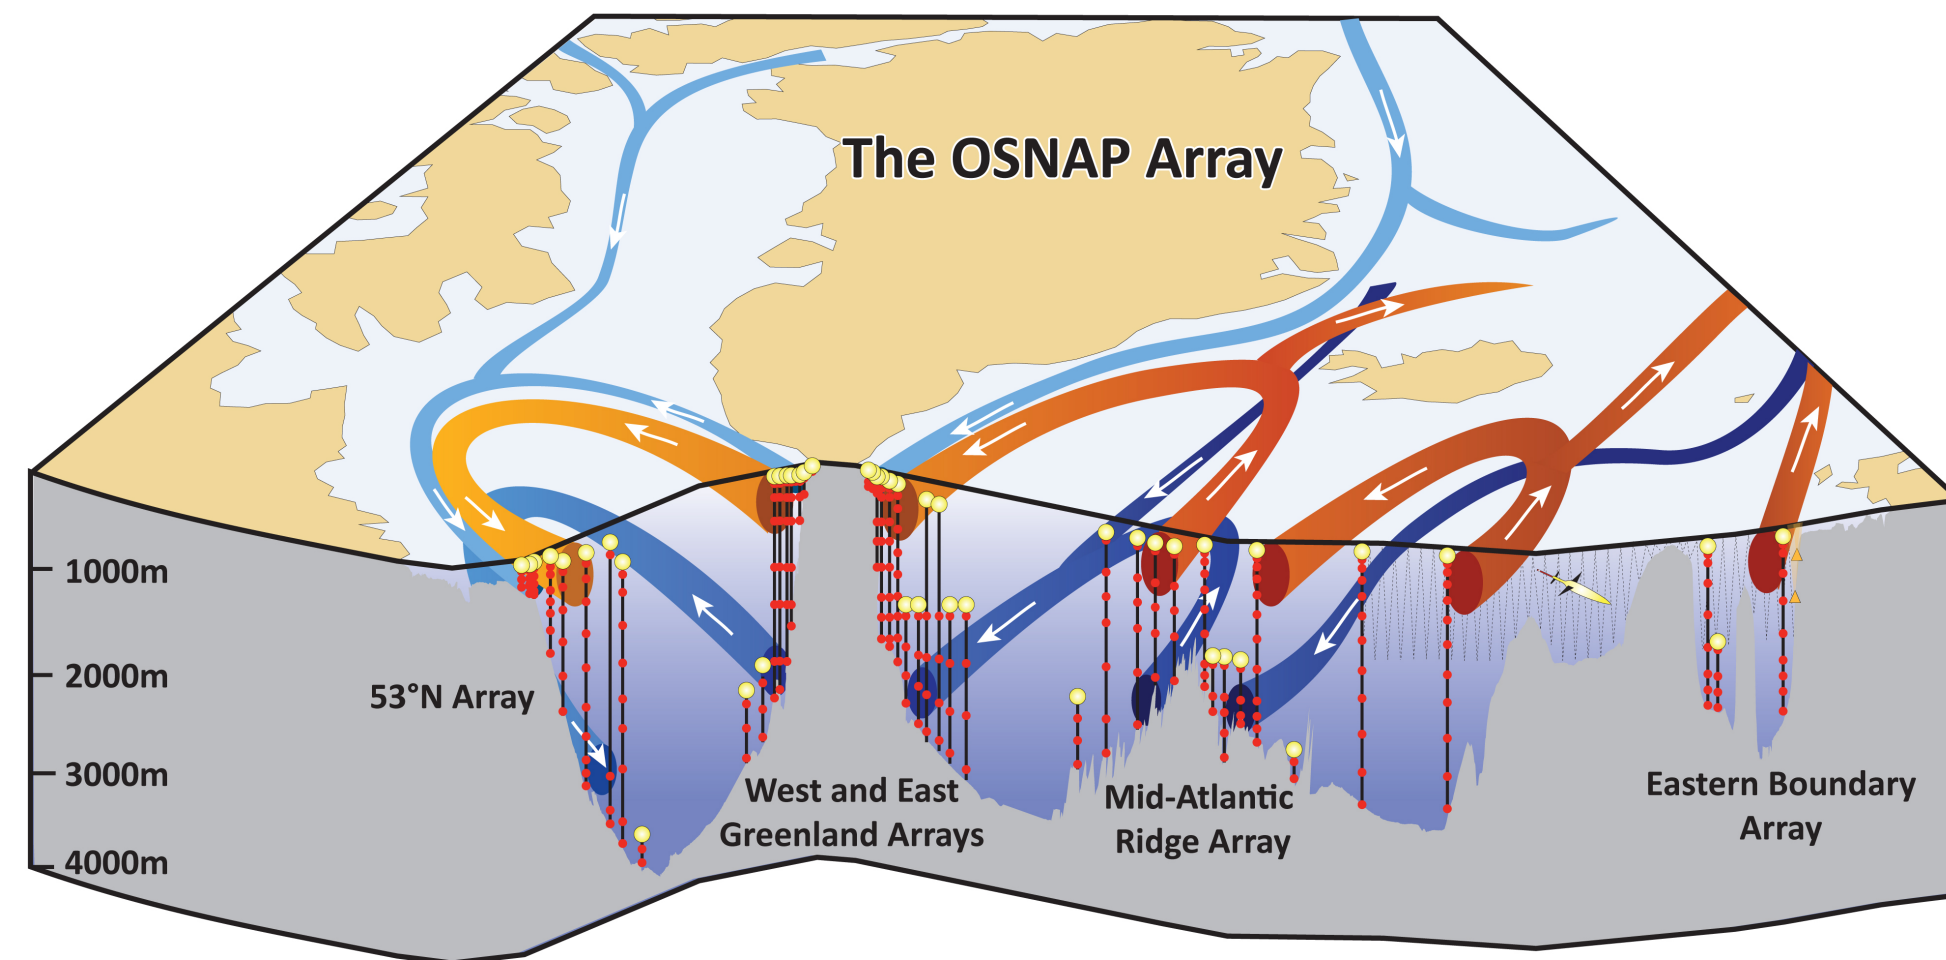 The OSNAP Array
1000m
2000m
3000m
4000m
53°N Array
West and East
Greenland Arrays
Mid-Atlantic
Ridge Array
Eastern Boundary
Array